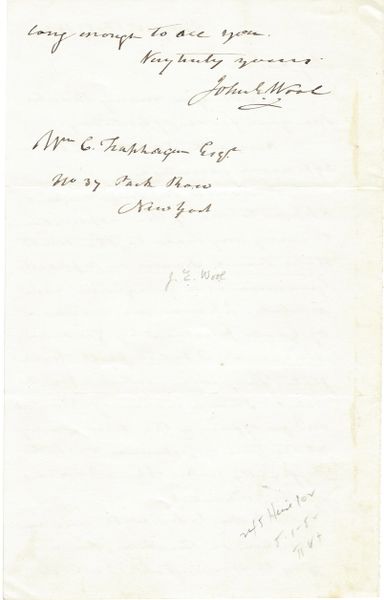 long enough to see you.
Very truly yours
John E. Wool
Wm C. Traphagen Esqr.
No 37 Park Row
New York
J. E. Wool